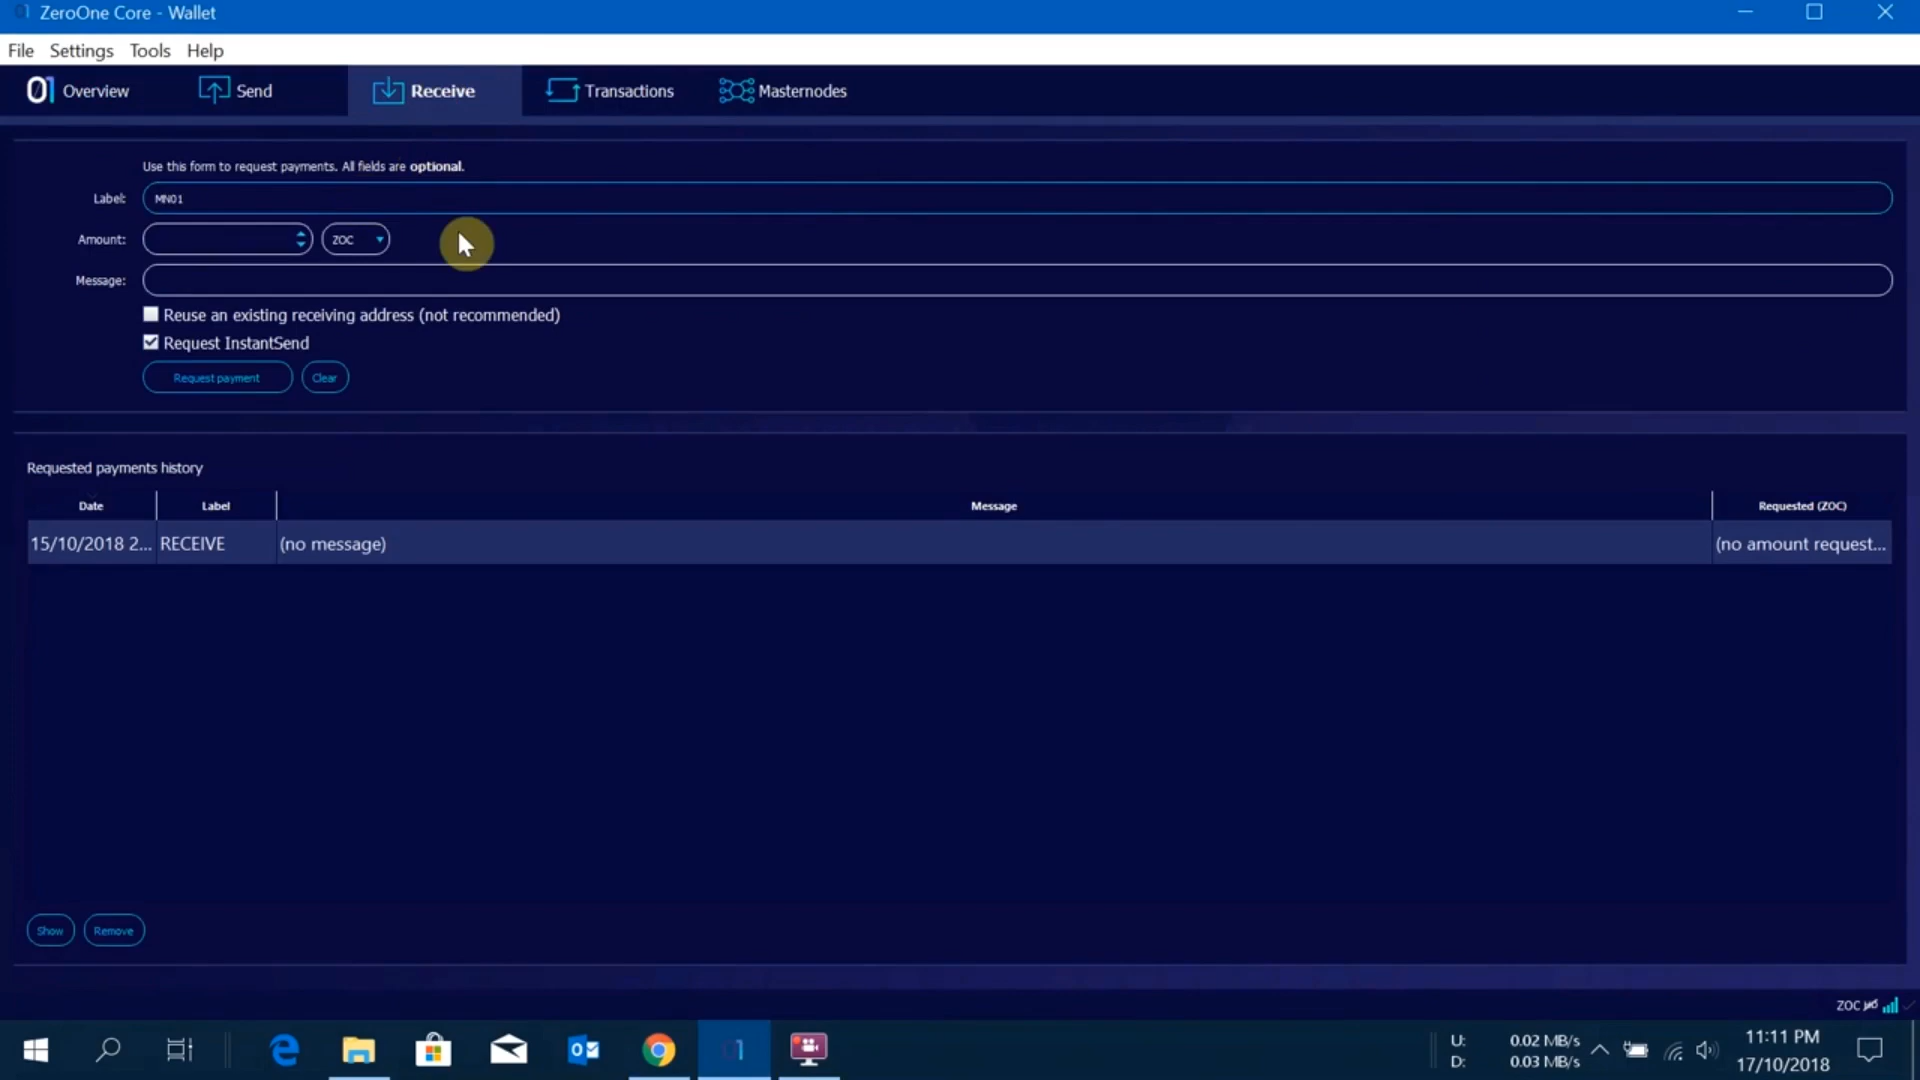 ZeroOne Core - Wallet
File Settings Tools Help
01 Overview Send Receive Transactions Masternodes
Use this form to request payments. All fields are optional.
Label: MN01
Amount: ZOC
Message:
Reuse an existing receiving address (not recommended)
Request InstantSend
Request payment Clear
Requested payments history
Date Label Message Requested (ZOC)
15/10/2018 2... RECEIVE (no message) (no amount request...
Show Remove
ZOC
U: 0.02 MB/s
D: 0.03 MB/s
11:11 PM
17/10/2018